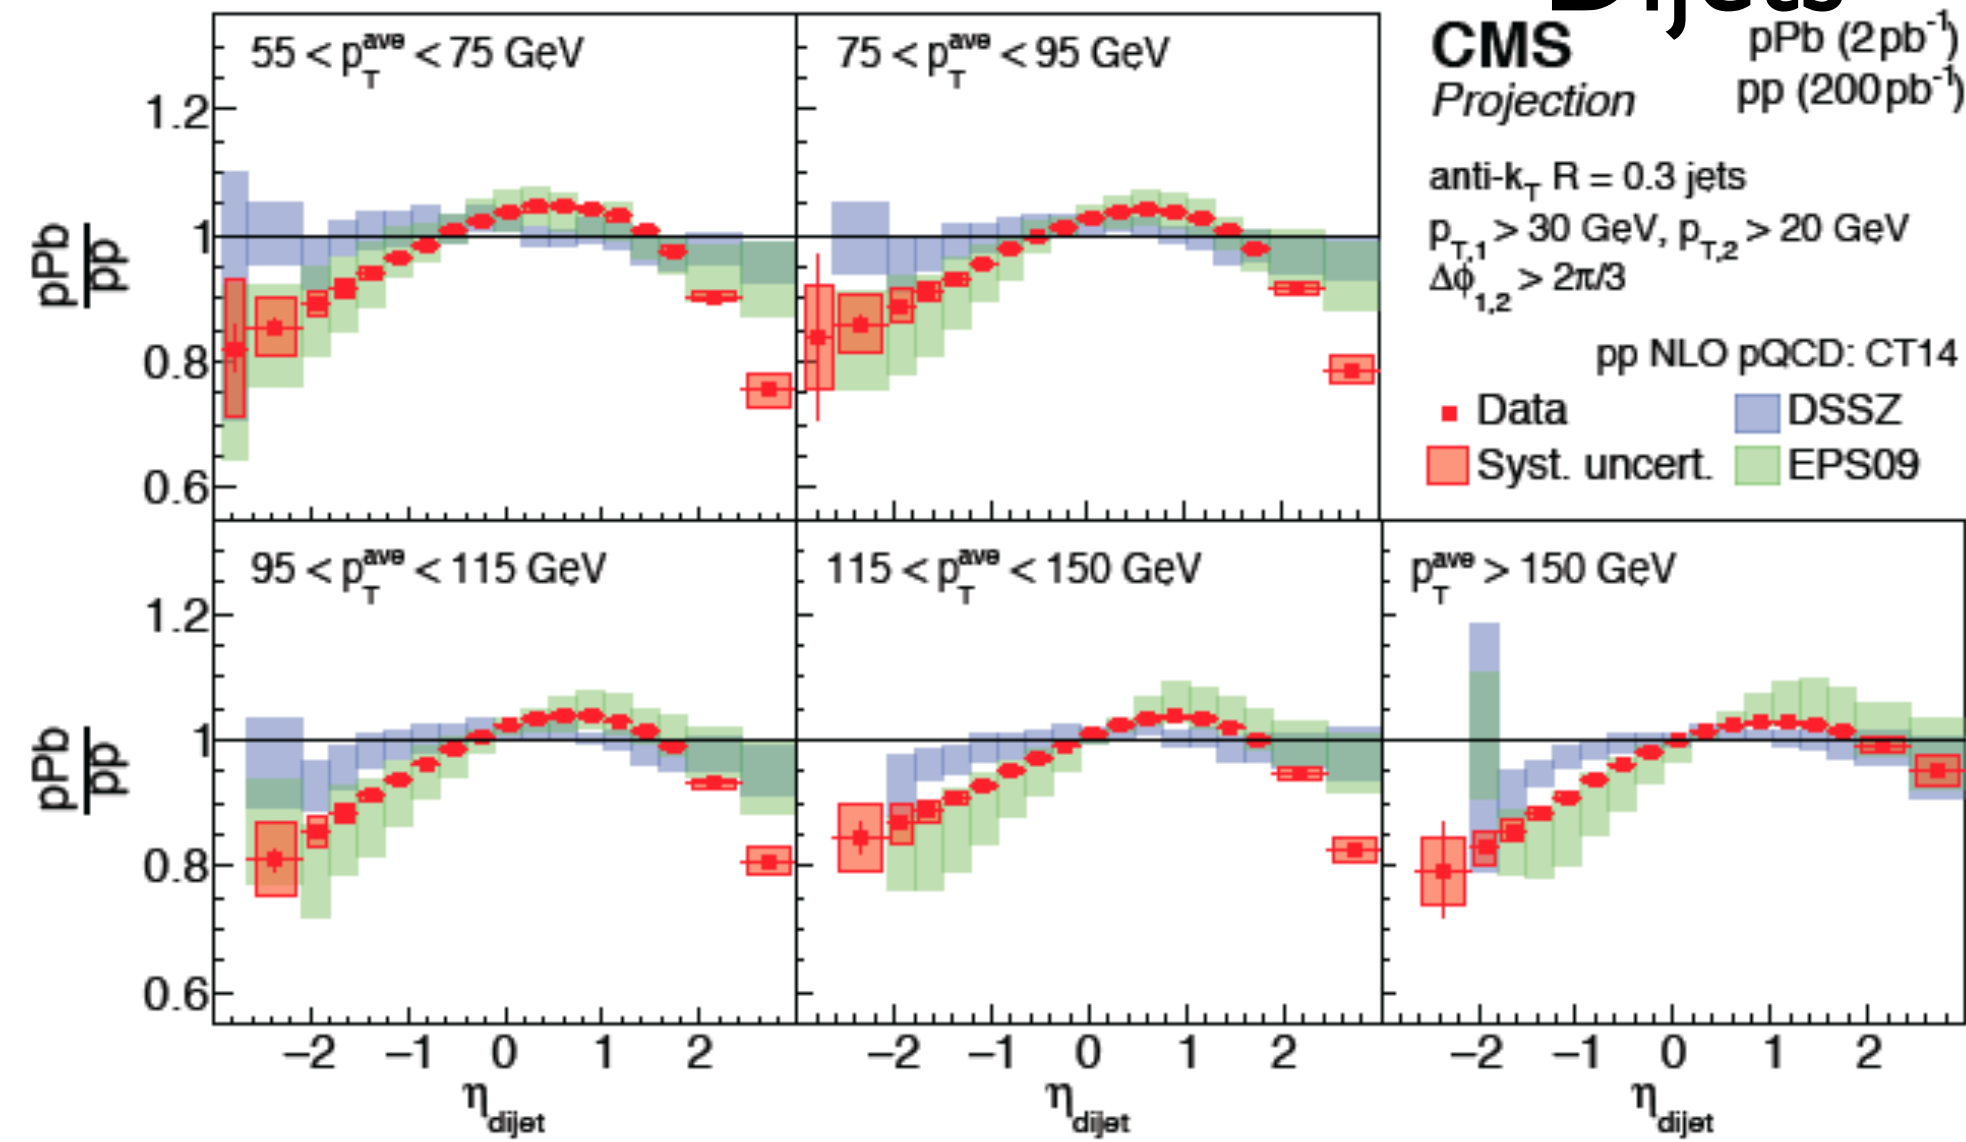 Dijets
CMS
Projection
pPb (2pb⁻¹)
pp (200pb⁻¹)
55 < p_T^ave < 75 GeV
75 < p_T^ave < 95 GeV
anti-k_T R = 0.3 jets
p_T,1 > 30 GeV, p_T,2 > 20 GeV
Δϕ_1,2 > 2π/3
pp NLO pQCD: CT14
Data
DSSZ
Syst. uncert.
EPS09
pPb
pp
1.2
1
0.8
0.6
95 < p_T^ave < 115 GeV
115 < p_T^ave < 150 GeV
p_T^ave > 150 GeV
pPb
pp
1.2
1
0.8
0.6
−2 −1 0 1 2
−2 −1 0 1 2
−2 −1 0 1 2
η_dijet
η_dijet
η_dijet